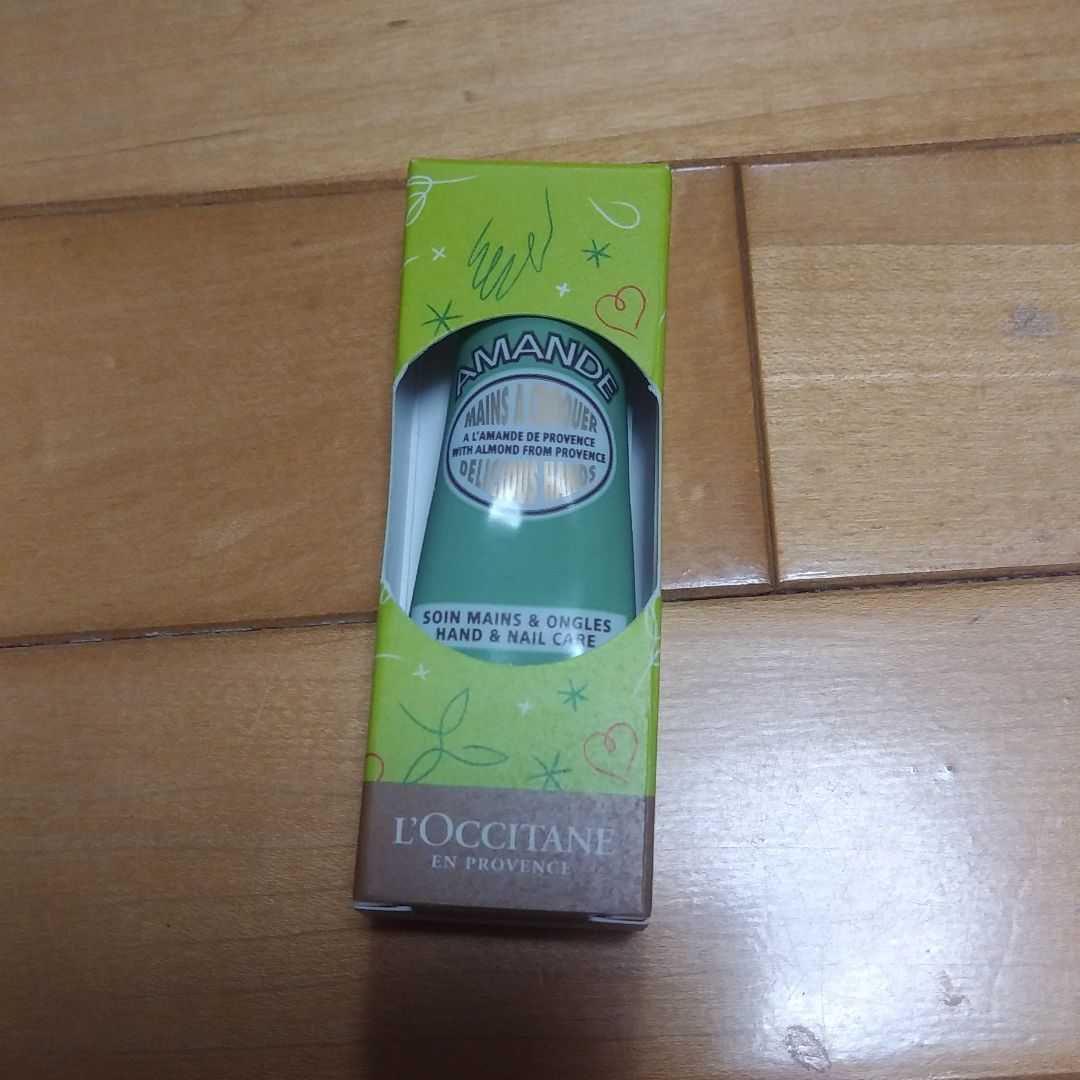 AMANDE
MAINS A CROQUER
A L'AMANDE DE PROVENCE
WITH ALMOND FROM PROVENCE
DELICIOUS HANDS
SOIN MAINS & ONGLES
HAND & NAIL CARE
L'OCCITANE
EN PROVENCE